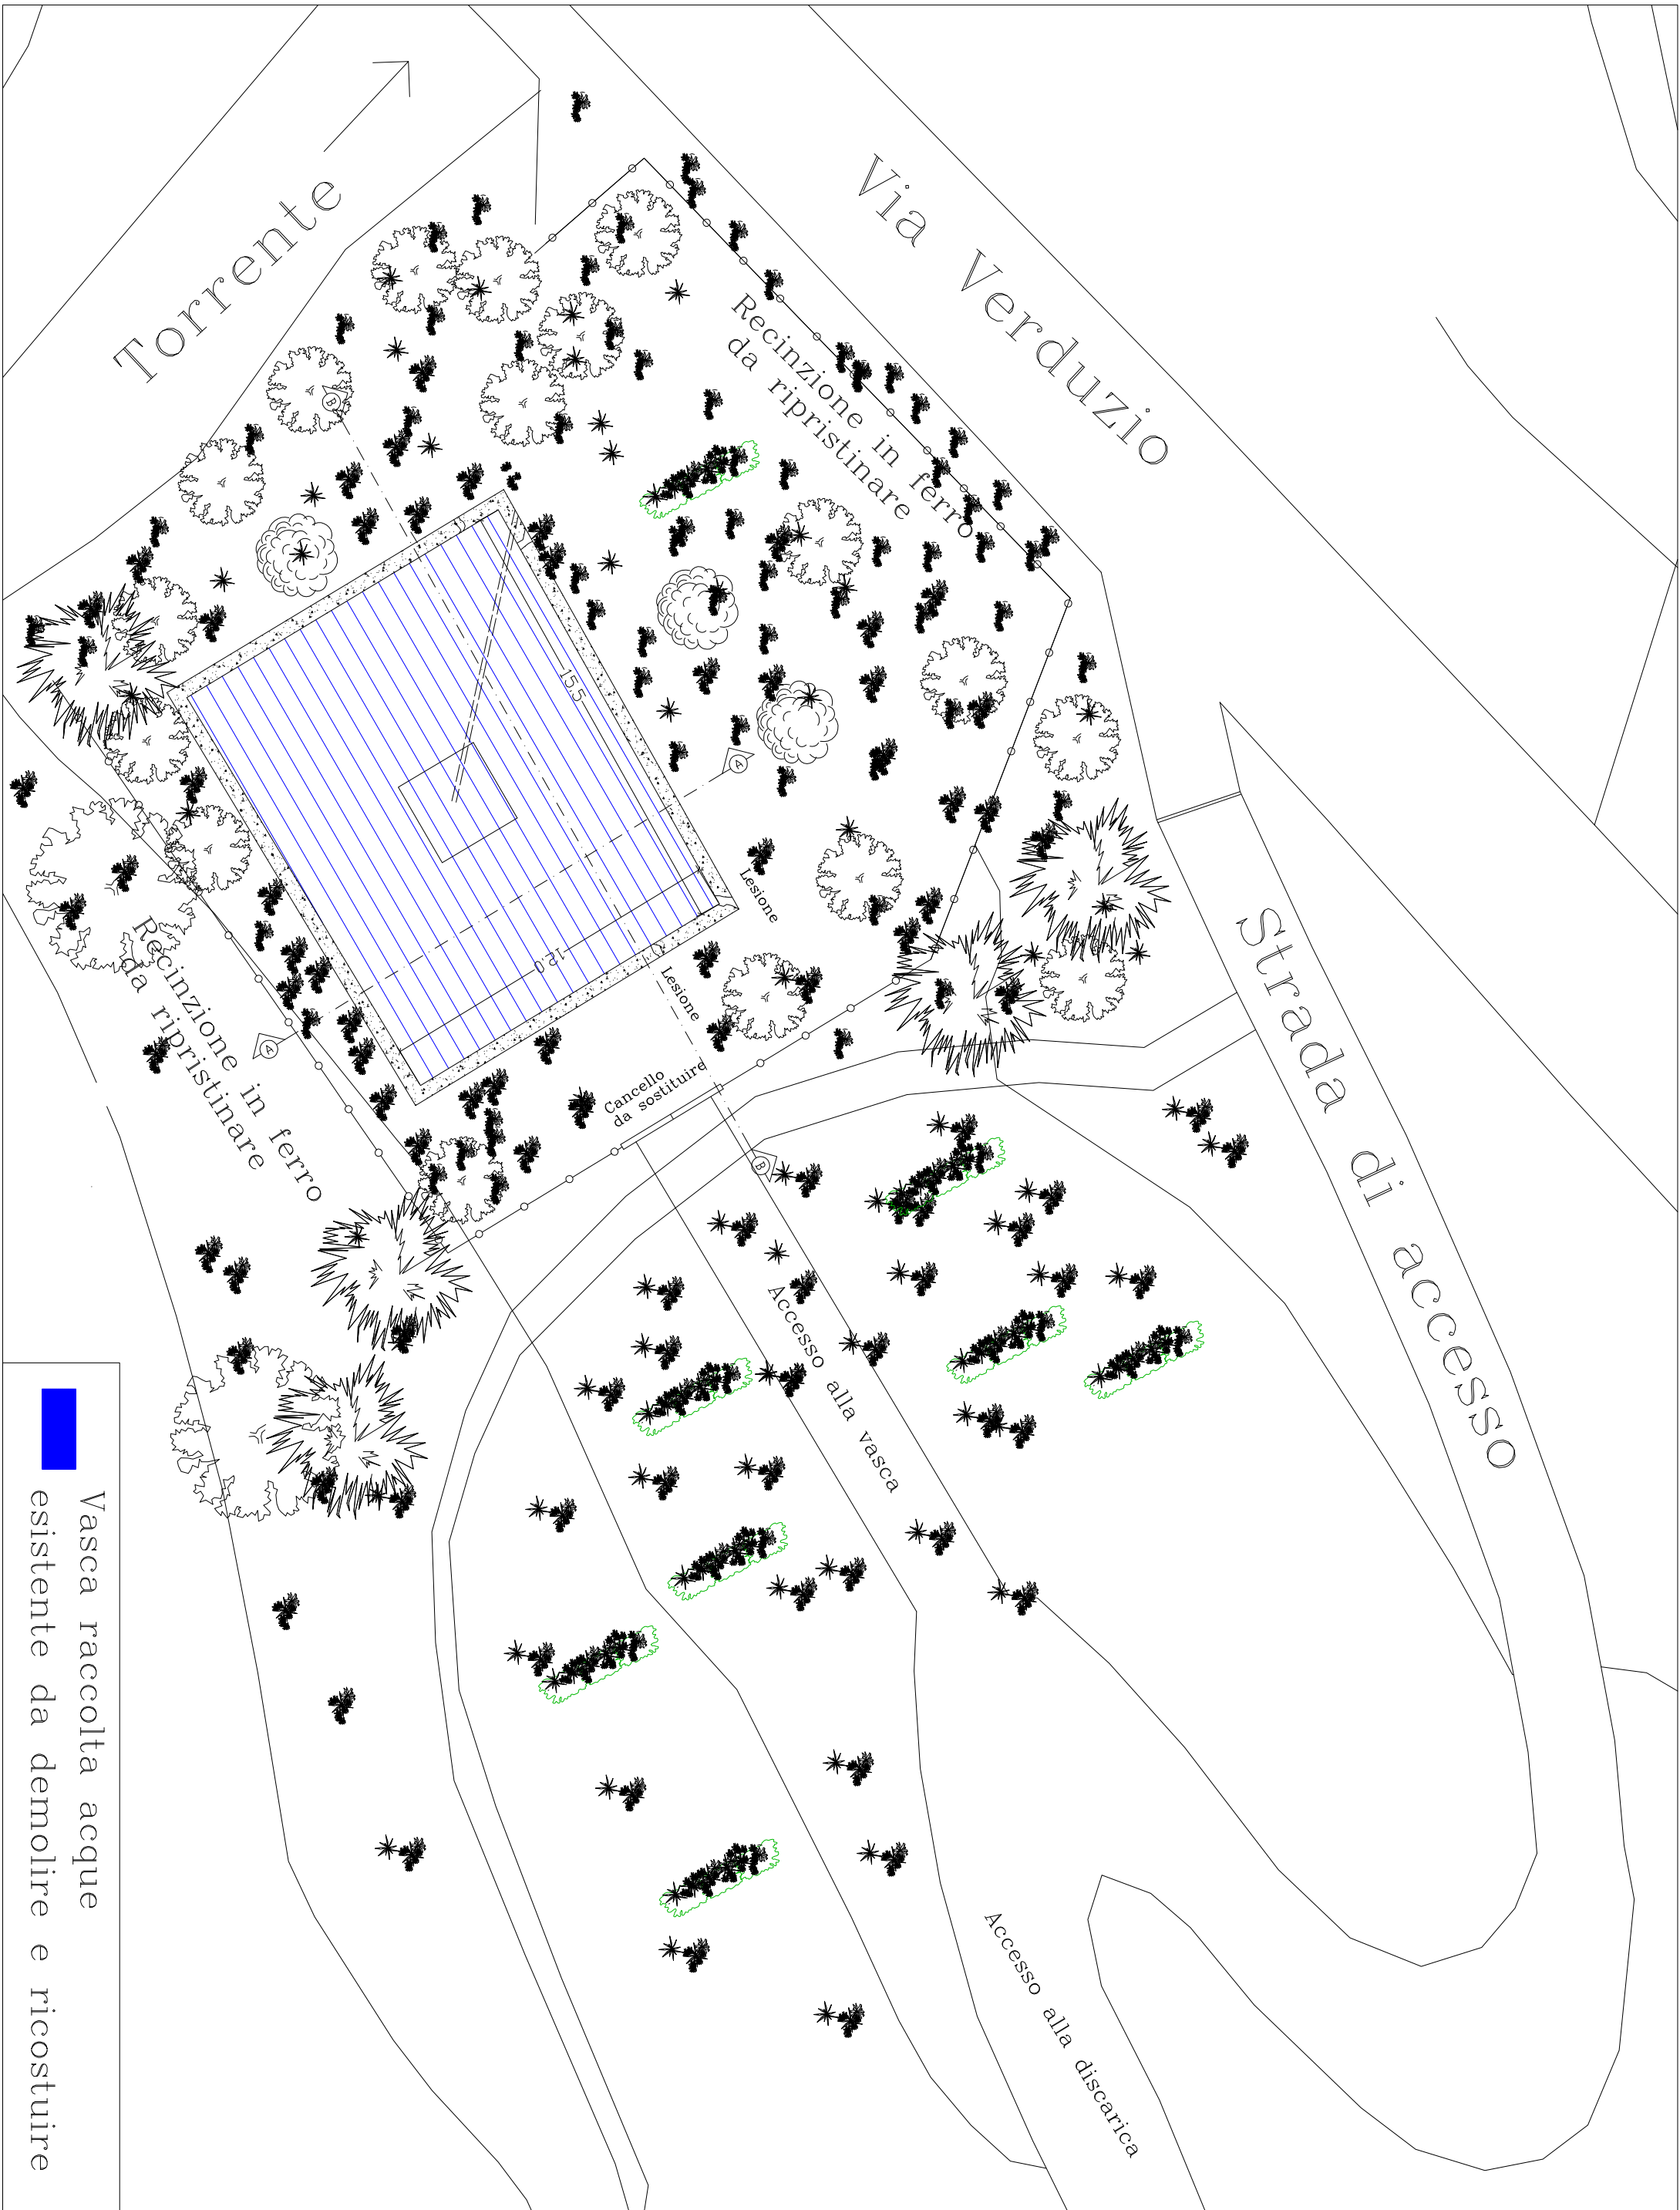 Via Verduzio
Torrente
Recinzione in ferro
da ripristinare
B
15.5
A
Lesione
12.0
Lesione
Strada di accesso
Recinzione in ferro
da ripristinare
A
Cancello
da sostituire
B
Accesso alla vasca
Accesso alla discarica
Vasca raccolta acque
esistente da demolire e ricostuire